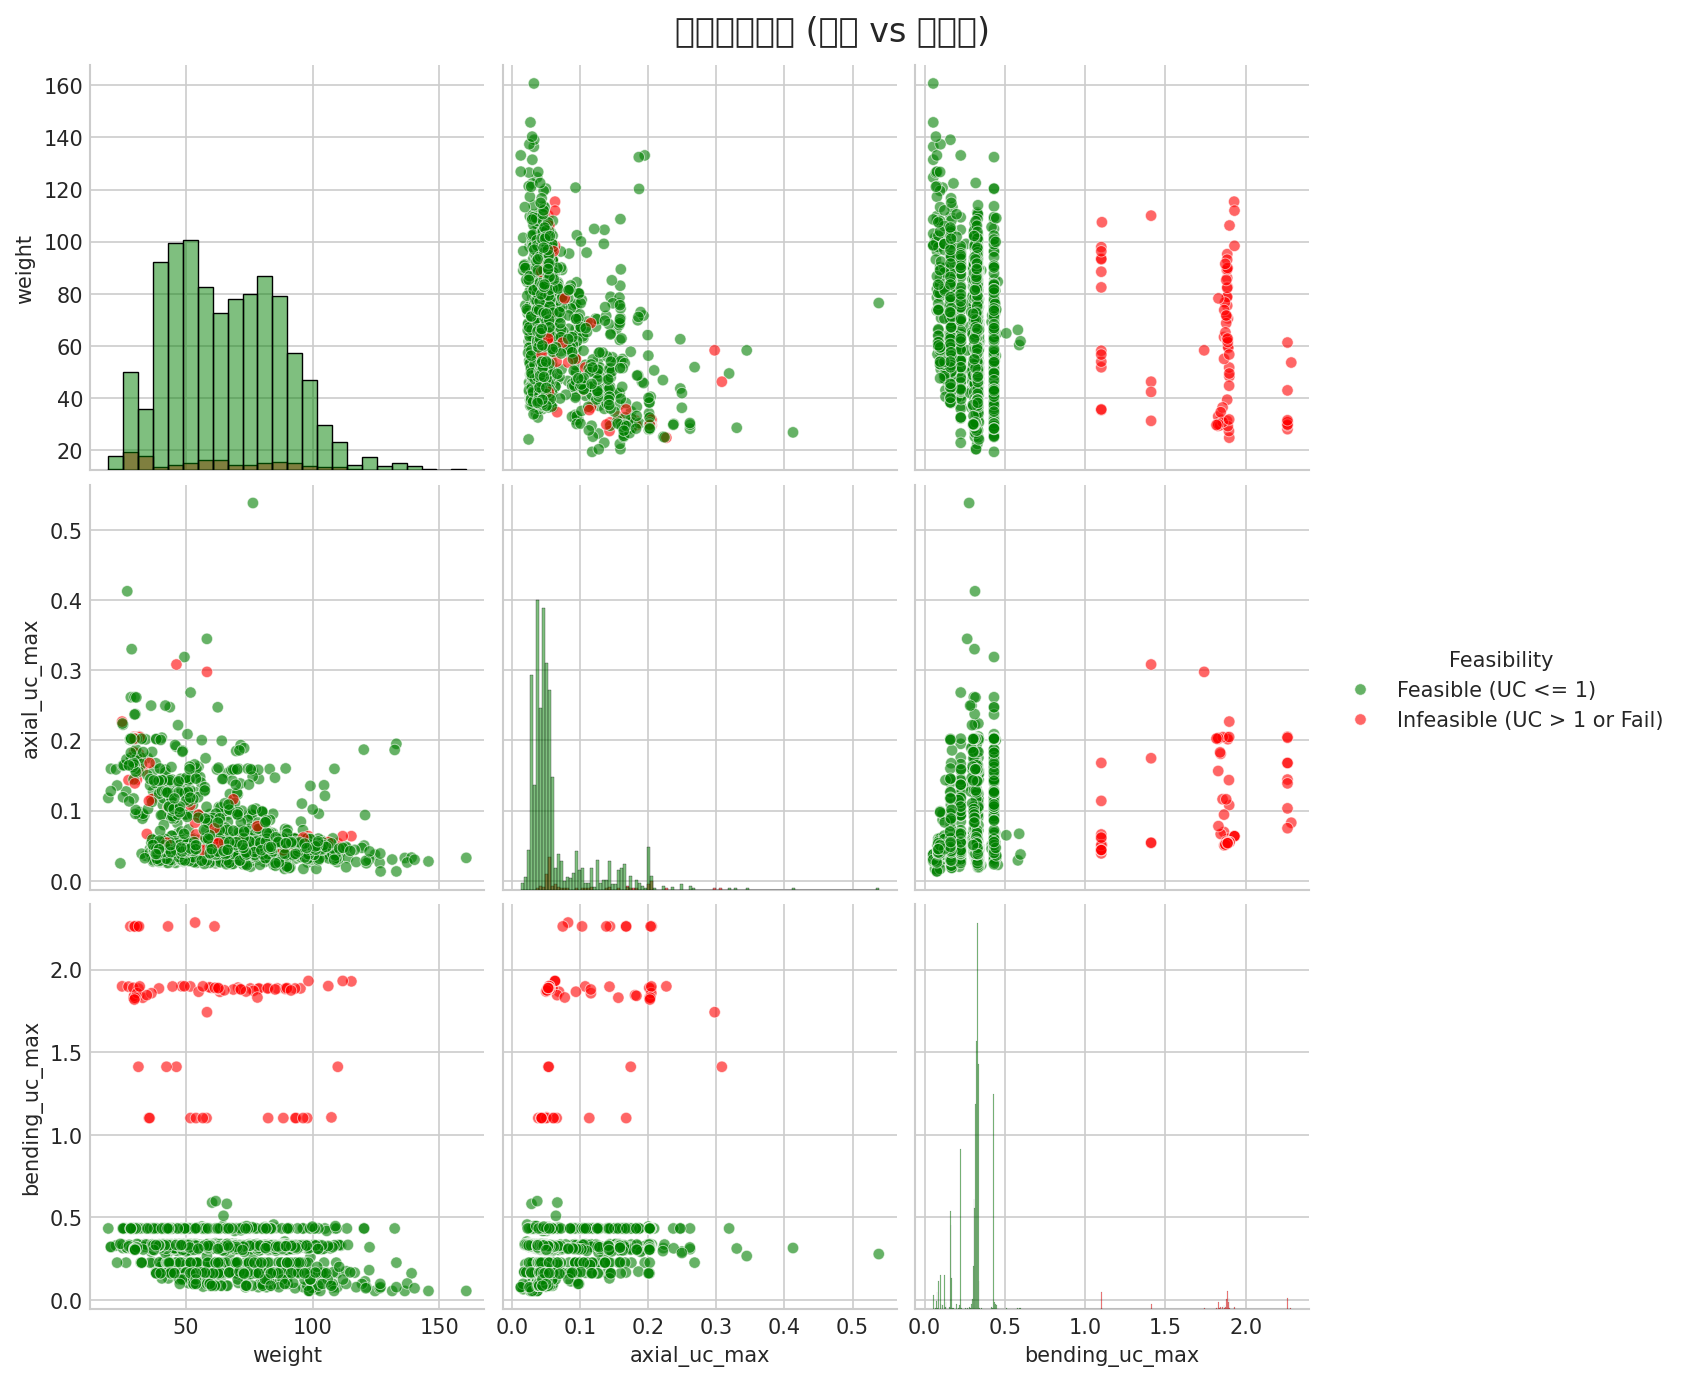 □□□□□□ (□□ vs □□□)
160
140
120
100
80
60
40
20
weight
0.5
0.4
0.3
0.2
0.1
0.0
axial_uc_max
Feasibility
Feasible (UC <= 1)
Infeasible (UC > 1 or Fail)
2.0
1.5
1.0
0.5
0.0
bending_uc_max
50 100 150
weight
0.0 0.1 0.2 0.3 0.4 0.5
axial_uc_max
0.0 0.5 1.0 1.5 2.0
bending_uc_max